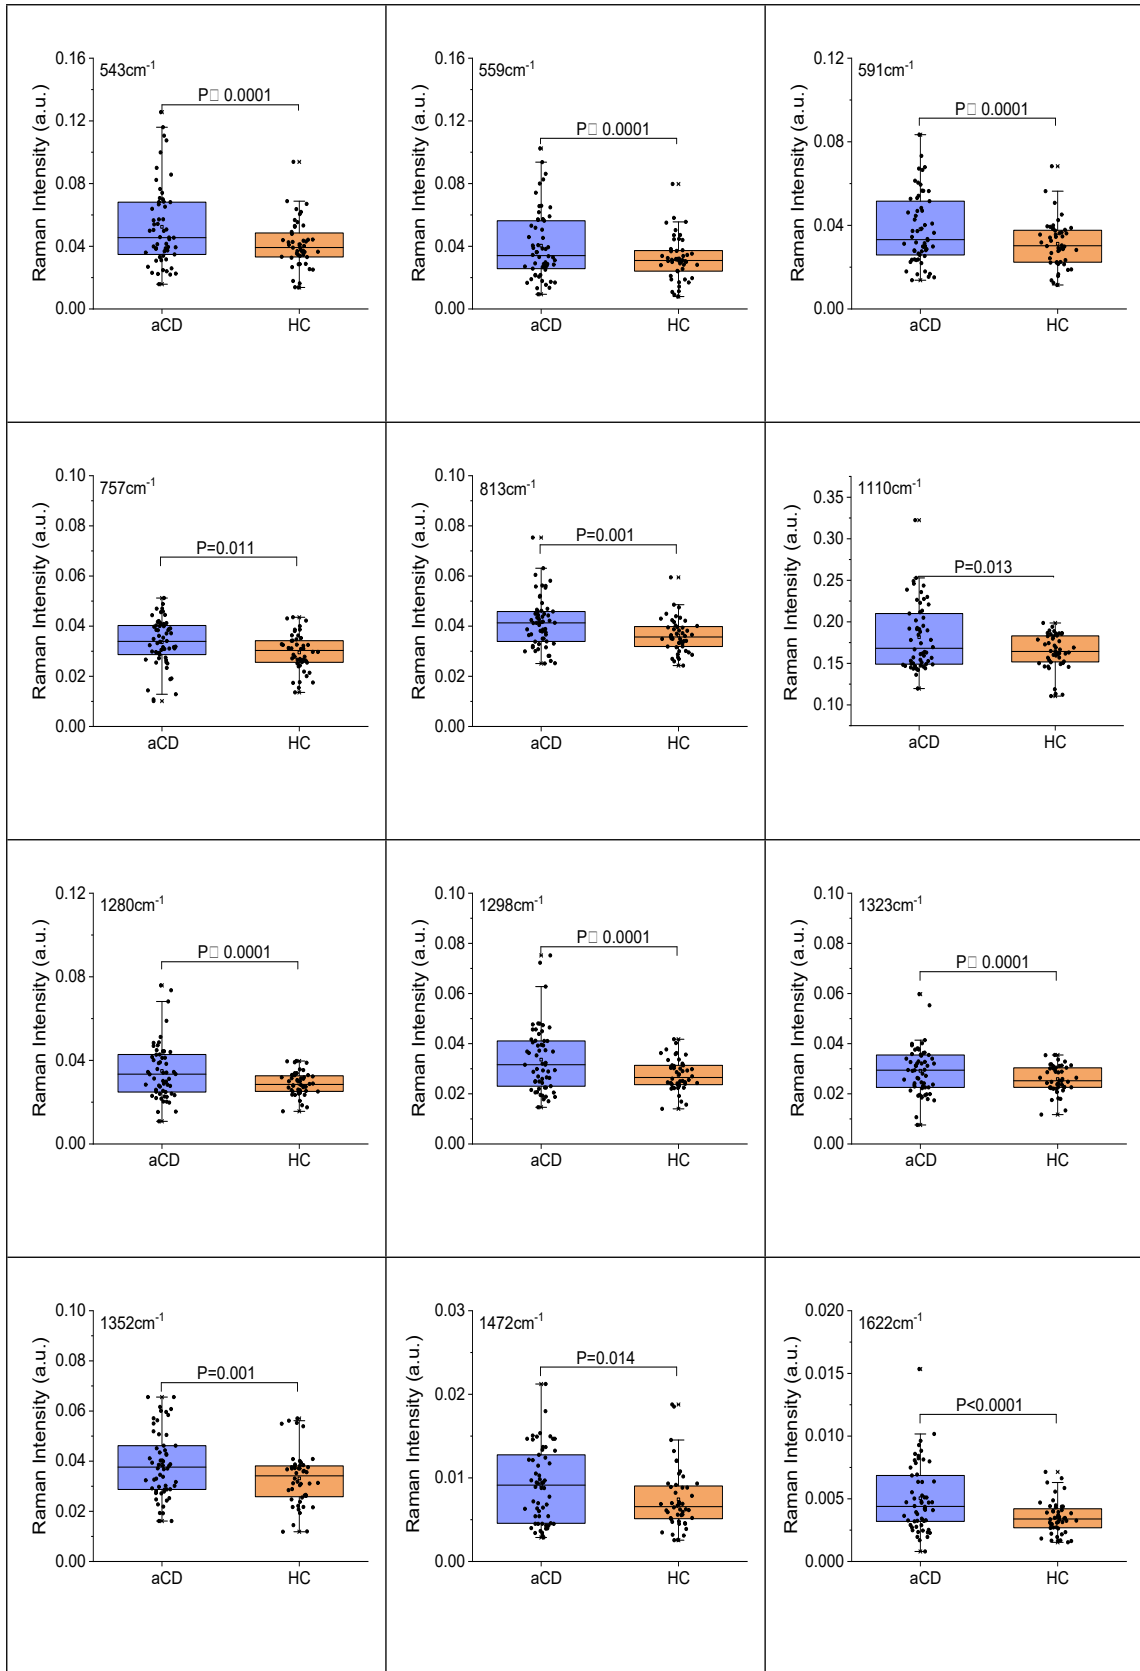 543cm-1
P□ 0.0001
Raman Intensity (a.u.)
0.16
0.12
0.08
0.04
0.00
aCD HC
559cm-1
P□ 0.0001
Raman Intensity (a.u.)
0.16
0.12
0.08
0.04
0.00
aCD HC
591cm-1
P□ 0.0001
Raman Intensity (a.u.)
0.12
0.08
0.04
0.00
aCD HC
757cm-1
P=0.011
Raman Intensity (a.u.)
0.10
0.08
0.06
0.04
0.02
0.00
aCD HC
813cm-1
P=0.001
Raman Intensity (a.u.)
0.10
0.08
0.06
0.04
0.02
0.00
aCD HC
1110cm-1
P=0.013
Raman Intensity (a.u.)
0.35
0.30
0.25
0.20
0.15
0.10
aCD HC
1280cm-1
P□ 0.0001
Raman Intensity (a.u.)
0.12
0.08
0.04
0.00
aCD HC
1298cm-1
P□ 0.0001
Raman Intensity (a.u.)
0.10
0.08
0.06
0.04
0.02
0.00
aCD HC
1323cm-1
P□ 0.0001
Raman Intensity (a.u.)
0.10
0.08
0.06
0.04
0.02
0.00
aCD HC
1352cm-1
P=0.001
Raman Intensity (a.u.)
0.10
0.08
0.06
0.04
0.02
0.00
aCD HC
1472cm-1
P=0.014
Raman Intensity (a.u.)
0.03
0.02
0.01
0.00
aCD HC
1622cm-1
P<0.0001
Raman Intensity (a.u.)
0.020
0.015
0.010
0.005
0.000
aCD HC